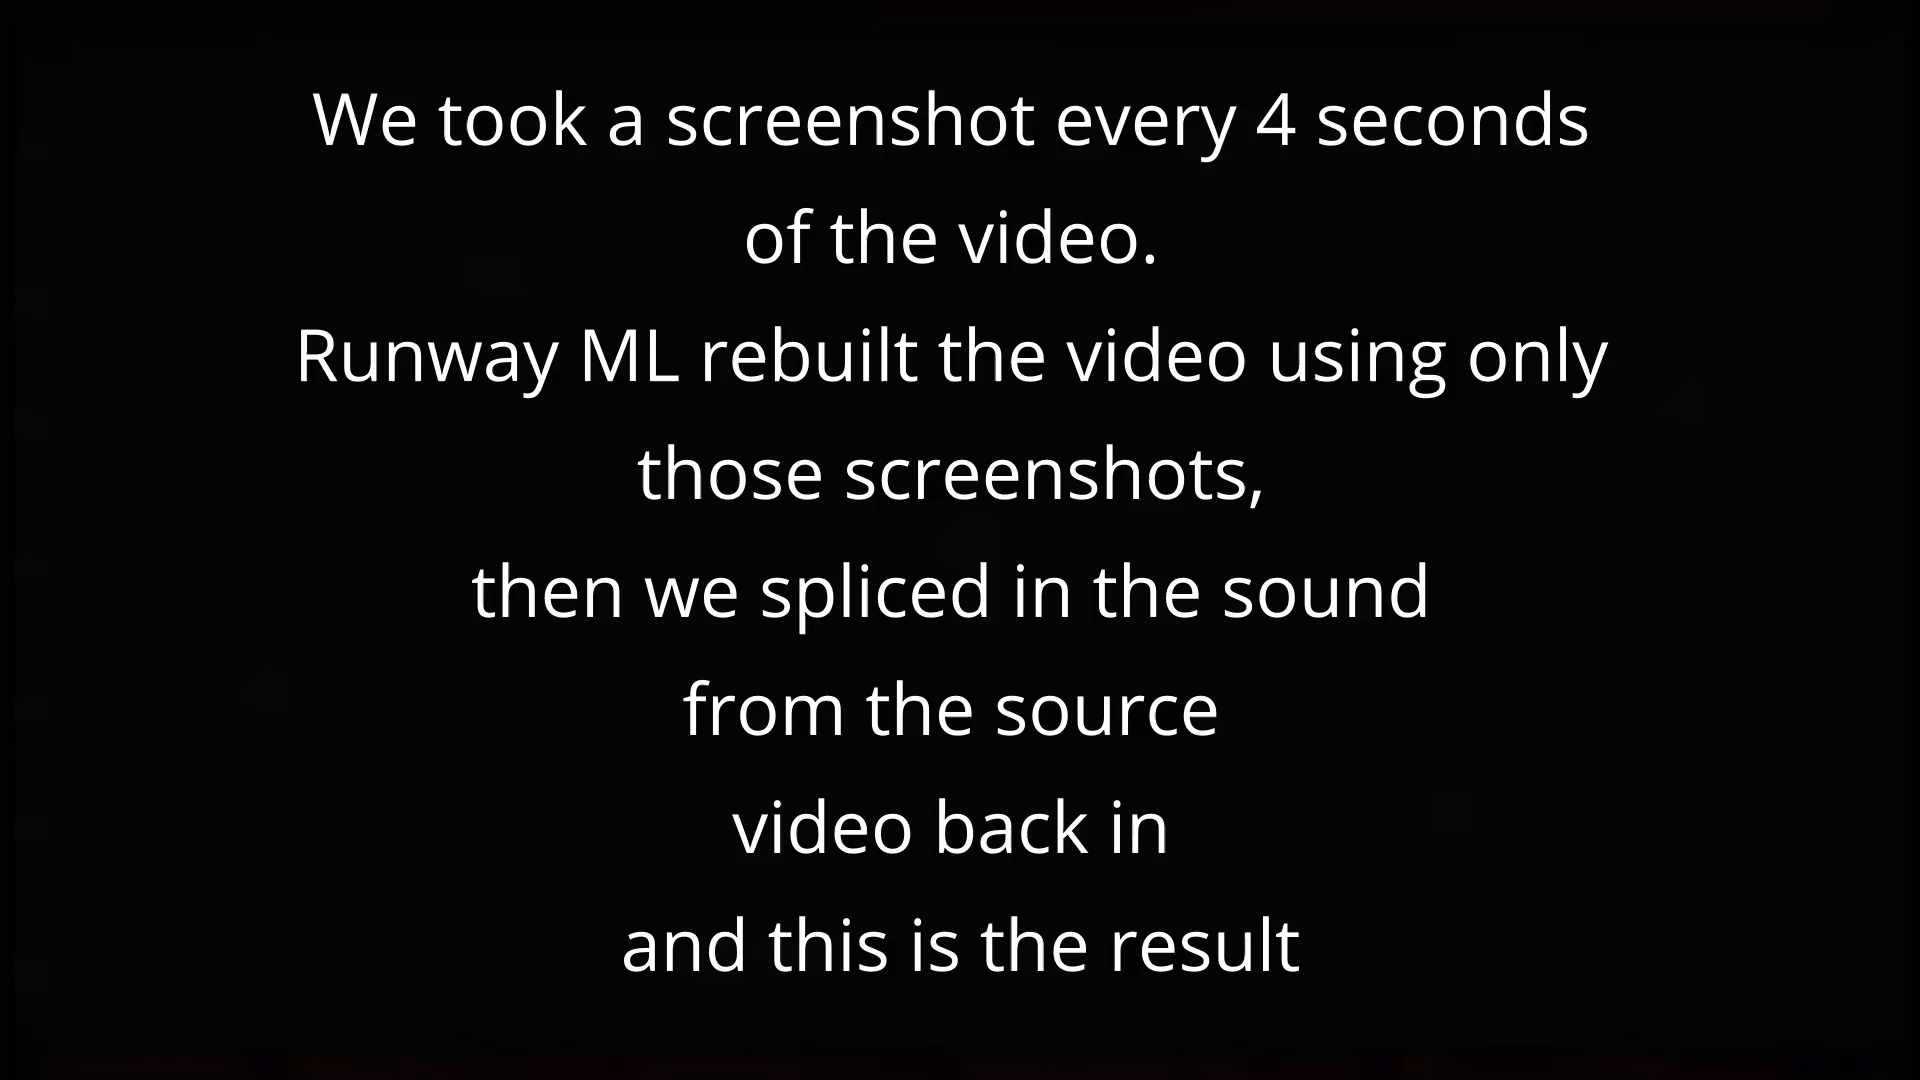 We took a screenshot every 4 seconds
of the video.
Runway ML rebuilt the video using only
those screenshots,
then we spliced in the sound
from the source
video back in
and this is the result